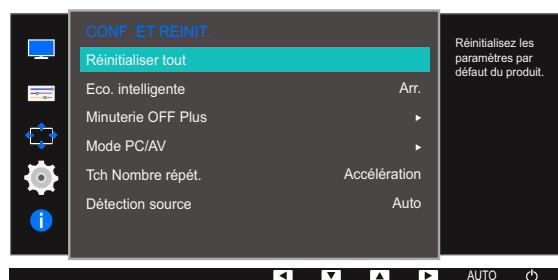 CONF. ET REINIT.
Réinitialiser tout
Eco. intelligente Arr.
Minuterie OFF Plus
Mode PC/AV
Tch Nombre répét. Accélération
Détection source Auto
Réinitialisez les
paramètres par
défaut du produit.
AUTO